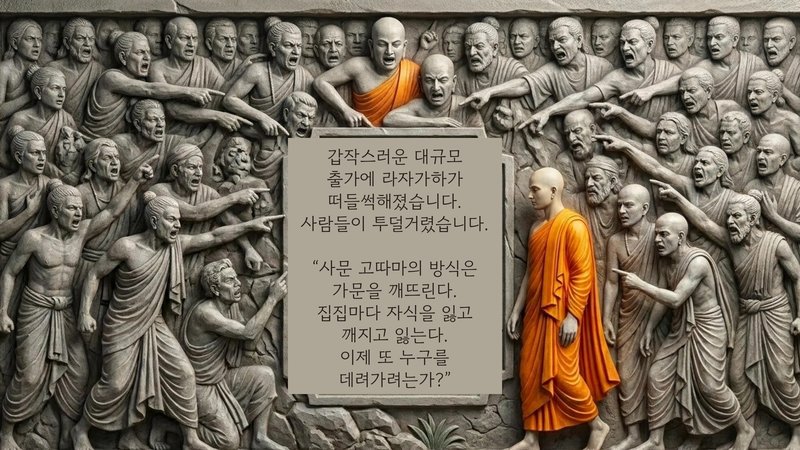 갑작스러운 대규모
출가에 라자가하가
떠들썩해졌습니다.
사람들이 투덜거렸습니다.
“사문 고따마의 방식은
가문을 깨뜨린다.
집집마다 자식을 잃고
깨지고 잃는다.
이제 또 누구를
데려가려는가?”